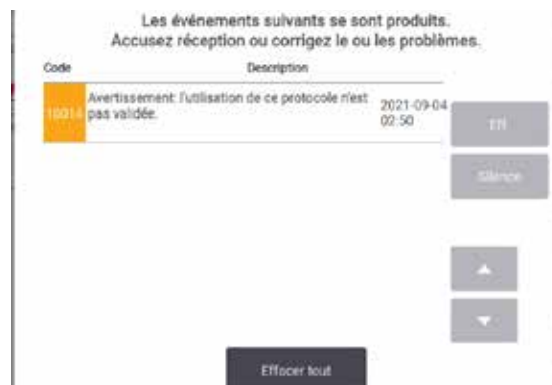 Les événements suivants se sont produits.
Accusez réception ou corrigez le ou les problèmes.
Code Description
Avertissement: l'utilisation de ce protocole n'est
pas validée.
2021-09-04
02:50
Silence
Effacer tout